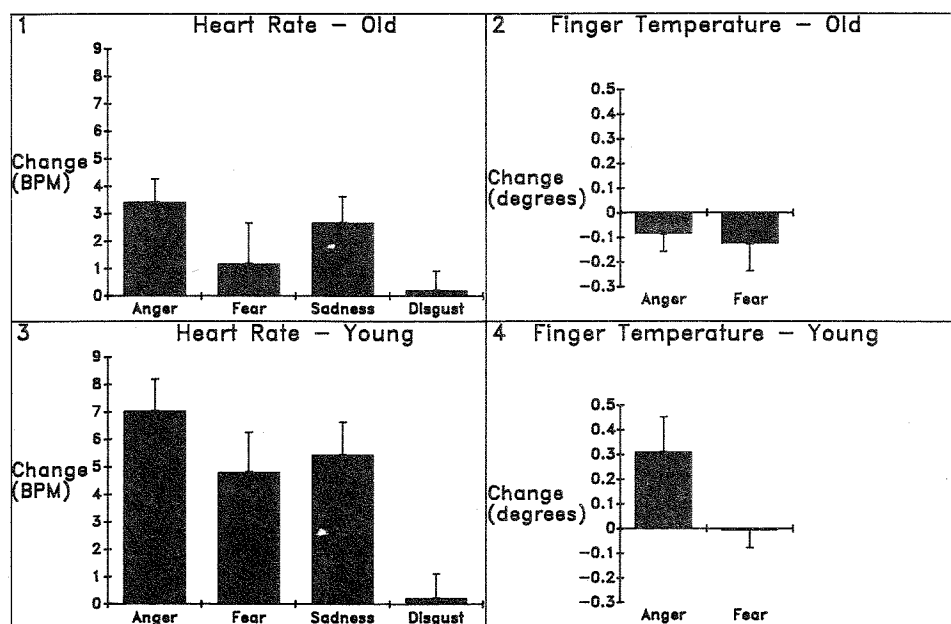 1 Heart Rate – Old
9
8
7
6
5
4
3
2
1
0
Change
(BPM)
Anger Fear Sadness Disgust
2 Finger Temperature – Old
0.5
0.4
0.3
0.2
0.1
0
−0.1
−0.2
−0.3
Change
(degrees)
Anger Fear
3 Heart Rate – Young
9
8
7
6
5
4
3
2
1
0
Change
(BPM)
Anger Fear Sadness Disgust
4 Finger Temperature – Young
0.5
0.4
0.3
0.2
0.1
0
−0.1
−0.2
−0.3
Change
(degrees)
Anger Fear